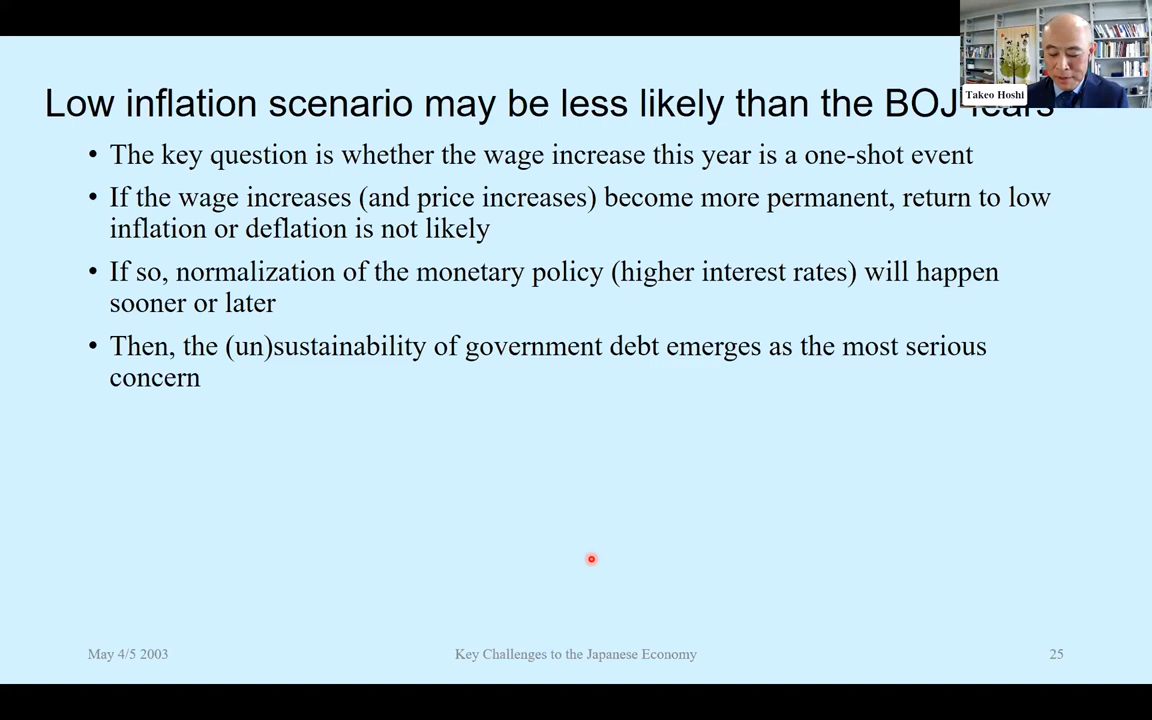 Low inflation scenario may be less likely than the BOJ fears
Takeo Hoshi
• The key question is whether the wage increase this year is a one-shot event
• If the wage increases (and price increases) become more permanent, return to low
inflation or deflation is not likely
• If so, normalization of the monetary policy (higher interest rates) will happen
sooner or later
• Then, the (un)sustainability of government debt emerges as the most serious
concern
May 4/5 2003
Key Challenges to the Japanese Economy
25